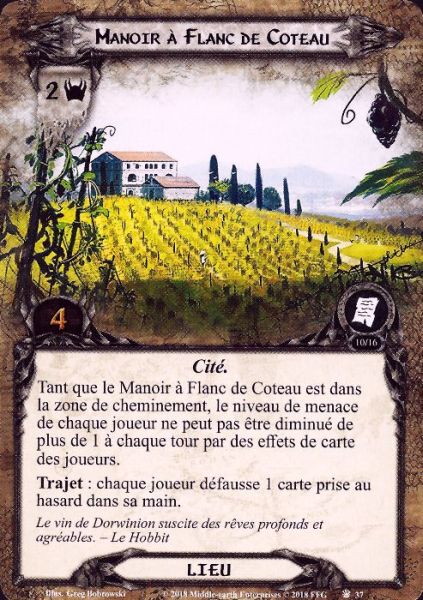 Manoir à Flanc de Coteau
2
4
10/16
Cité.
Tant que le Manoir à Flanc de Coteau est dans
la zone de cheminement, le niveau de menace
de chaque joueur ne peut pas être diminué de
plus de 1 à chaque tour par des effets de carte
des joueurs.
Trajet : chaque joueur défausse 1 carte prise au
hasard dans sa main.
Le vin de Dorwinion suscite des rêves profonds et
agréables. – Le Hobbit
LIEU
Illus. Greg Bobrowski © 2018 Middle-earth Enterprises © 2018 FFG 37